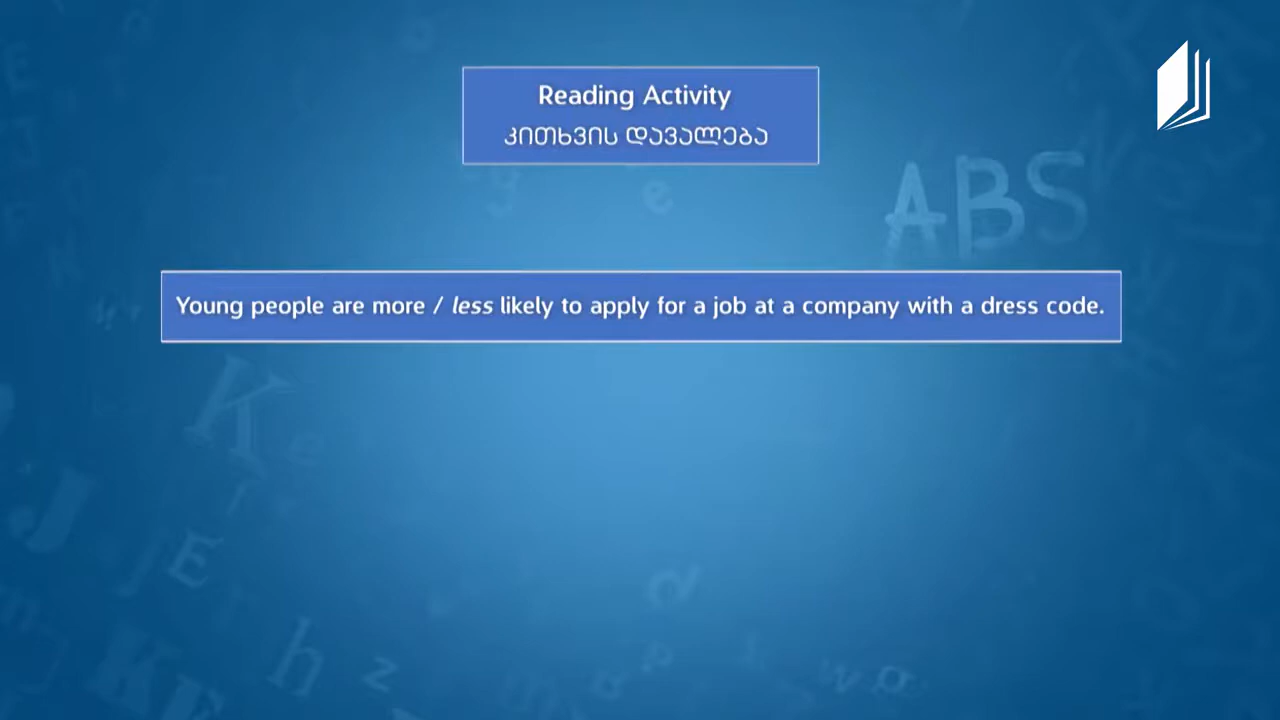 Reading Activity
კითხვის დავალება
ABS
Young people are more / less likely to apply for a job at a company with a dress code.